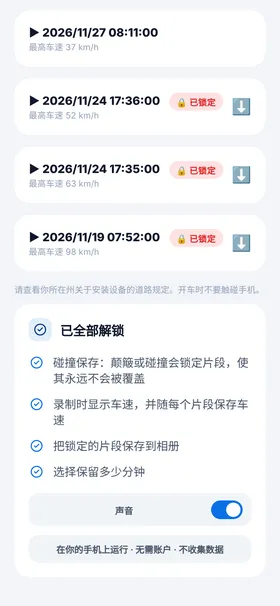 ▶ 2026/11/27 08:11:00
最高车速 37 km/h
▶ 2026/11/24 17:36:00
🔒 已锁定
⬇️
最高车速 52 km/h
▶ 2026/11/24 17:35:00
🔒 已锁定
⬇️
最高车速 63 km/h
▶ 2026/11/19 07:52:00
🔒 已锁定
⬇️
最高车速 98 km/h
请查看你所在州关于安装设备的道路规定。开车时不要触碰手机。
已全部解锁
碰撞保存：颠簸或碰撞会锁定片段，使
其永远不会被覆盖
录制时显示车速，并随每个片段保存车
速
把锁定的片段保存到相册
选择保留多少分钟
声音
在你的手机上运行 · 无需账户 · 不收集数据